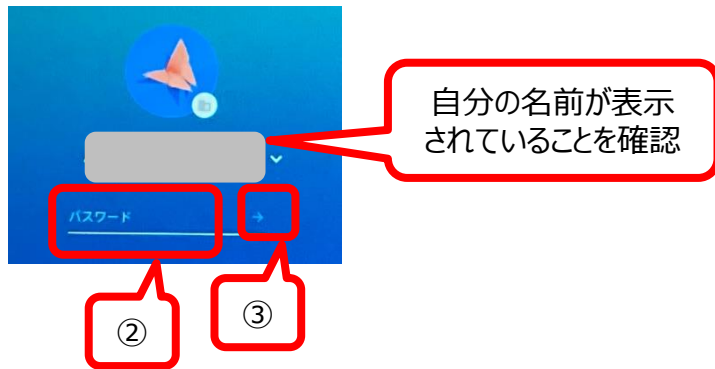 自分の名前が表示
されていることを確認
パスワード
②
③